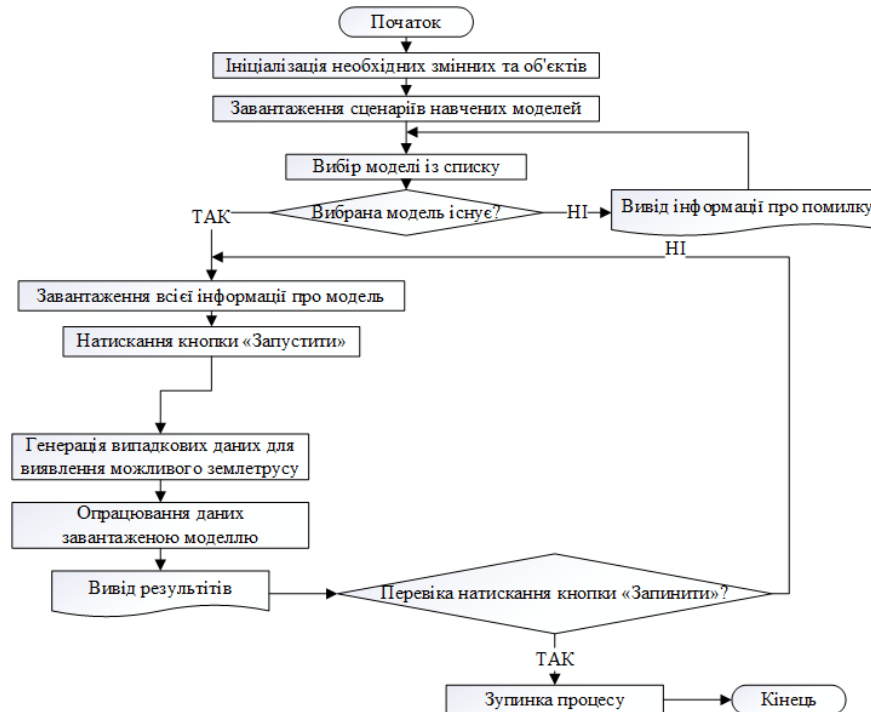 Початок
Ініціалізація необхідних змінних та об'єктів
Завантаження сценаріїв навчених моделей
Вибір моделі із списку
Вибрана модель існує?
ТАК
НІ
Вивід інформації про помилку
НІ
Завантаження всієї інформації про модель
Натискання кнопки «Запустити»
Генерація випадкових даних для
виявлення можливого землетрусу
Опрацювання даних
завантаженою моделлю
Вивід результітів
Перевіка натискання кнопки «Запинити»?
ТАК
Зупинка процесу
Кінець